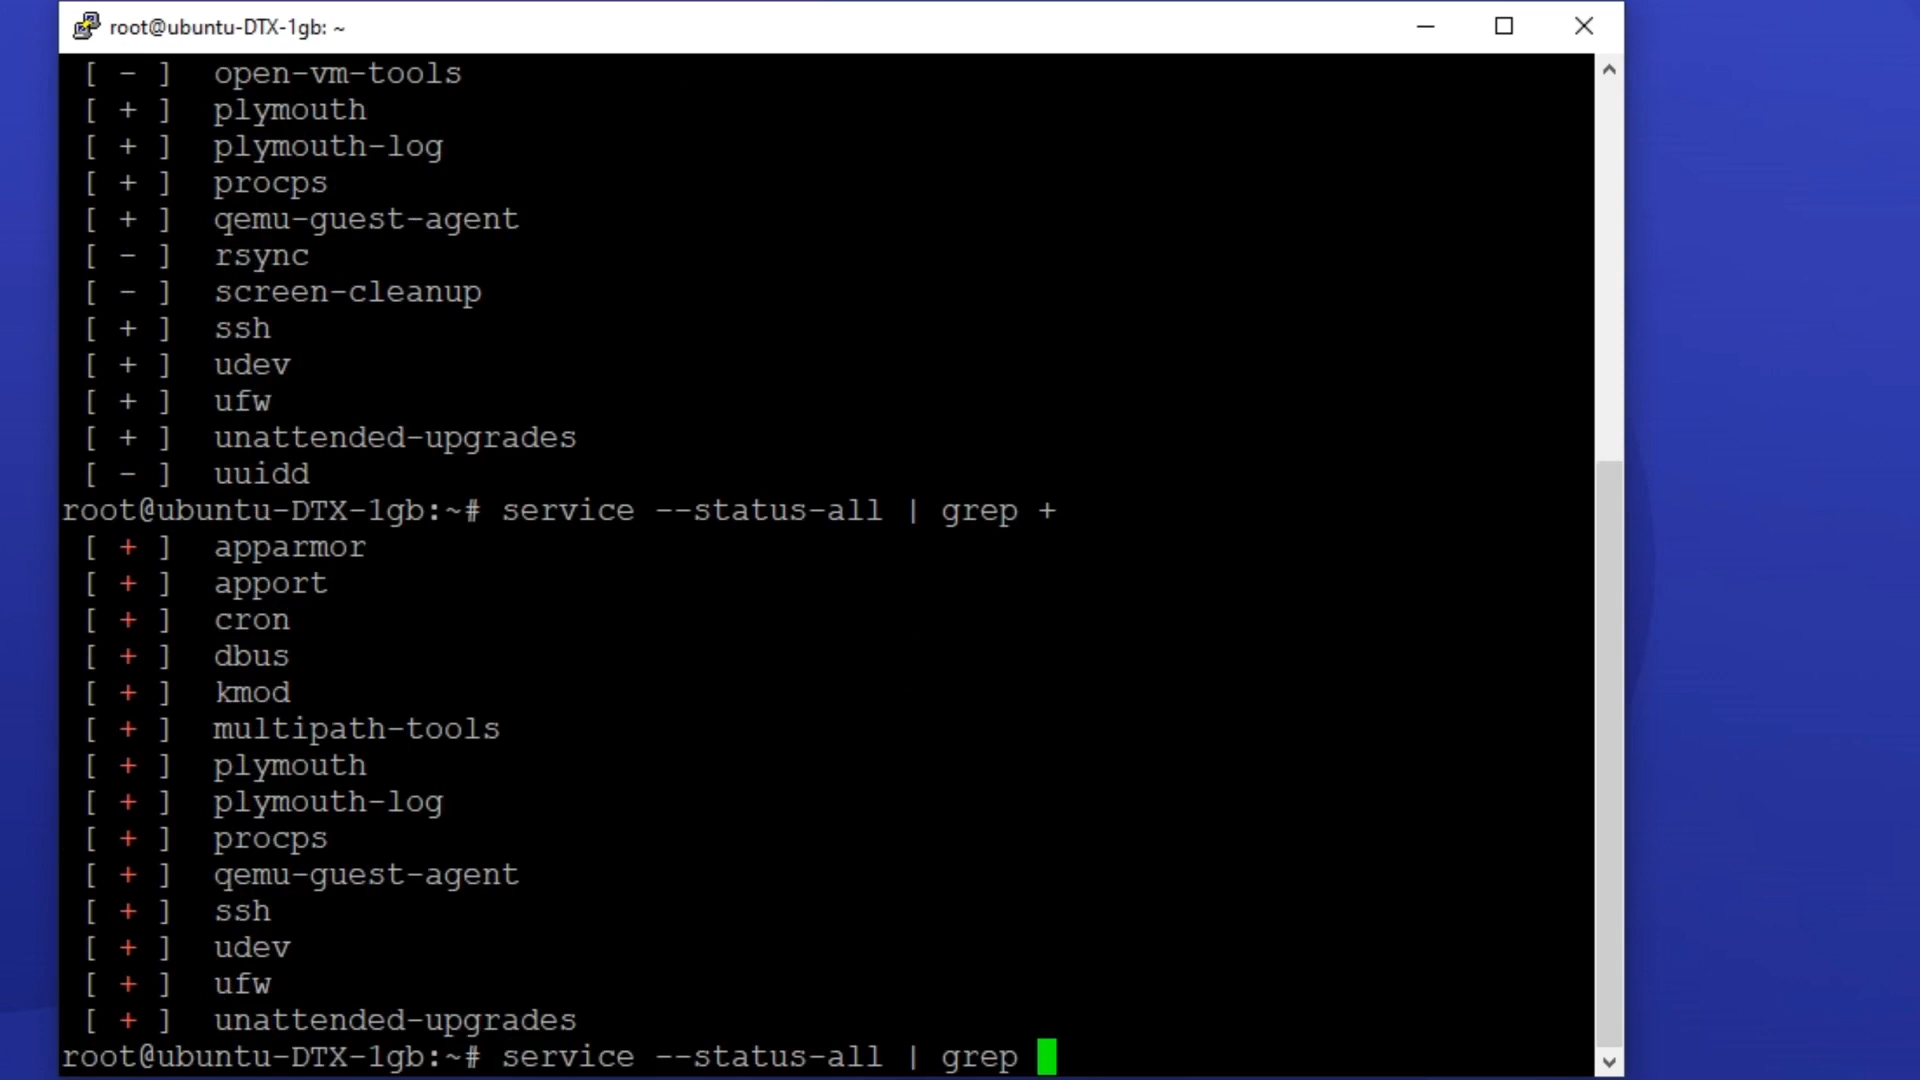 root@ubuntu-DTX-1gb: ~
[ - ]  open-vm-tools
[ + ]  plymouth
[ + ]  plymouth-log
[ + ]  procps
[ + ]  qemu-guest-agent
[ - ]  rsync
[ - ]  screen-cleanup
[ + ]  ssh
[ + ]  udev
[ + ]  ufw
[ + ]  unattended-upgrades
[ - ]  uuidd
root@ubuntu-DTX-1gb:~# service --status-all | grep +
[ + ]  apparmor
[ + ]  apport
[ + ]  cron
[ + ]  dbus
[ + ]  kmod
[ + ]  multipath-tools
[ + ]  plymouth
[ + ]  plymouth-log
[ + ]  procps
[ + ]  qemu-guest-agent
[ + ]  ssh
[ + ]  udev
[ + ]  ufw
[ + ]  unattended-upgrades
root@ubuntu-DTX-1gb:~# service --status-all | grep